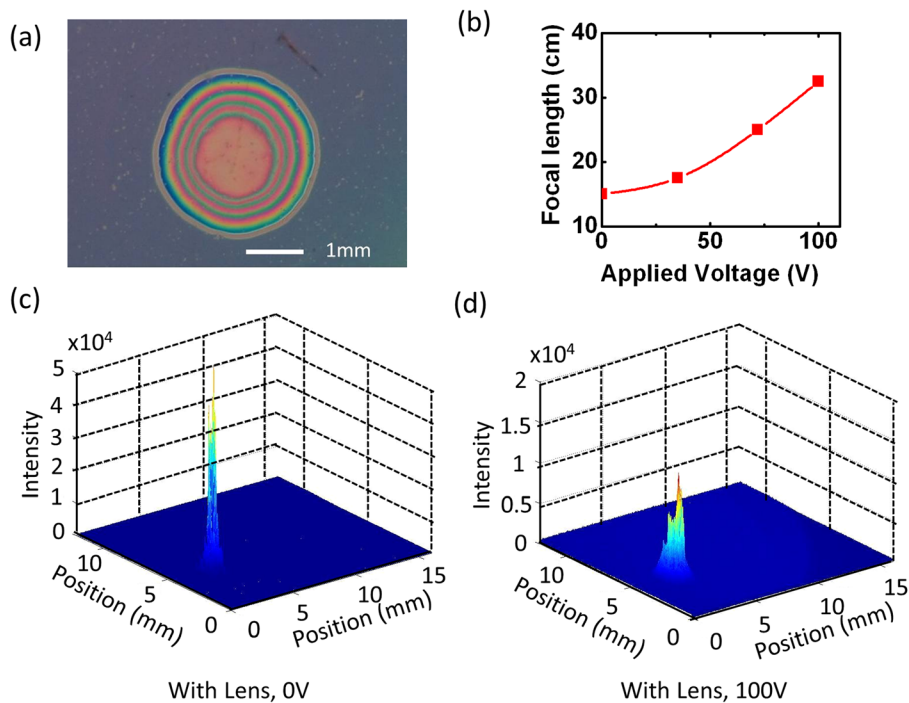 (a)
1mm
(b)
Focal length (cm)
40
30
20
10
0
50
100
Applied Voltage (V)
(c)
x10⁴
5
4
3
2
1
0
Intensity
10
5
0
Position (mm)
0
5
10
15
Position (mm)
With Lens, 0V
(d)
x10⁴
2
1.5
1
0.5
0
Intensity
10
5
0
Position (mm)
0
5
10
15
Position (mm)
With Lens, 100V